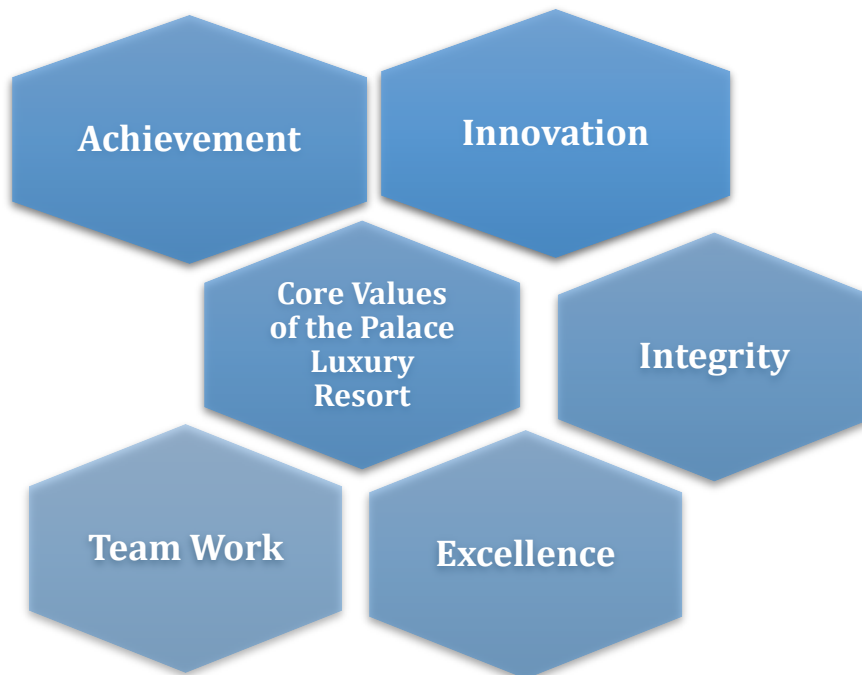 Achievement
Innovation
Core Values
of the Palace
Luxury
Resort
Integrity
Team Work
Excellence